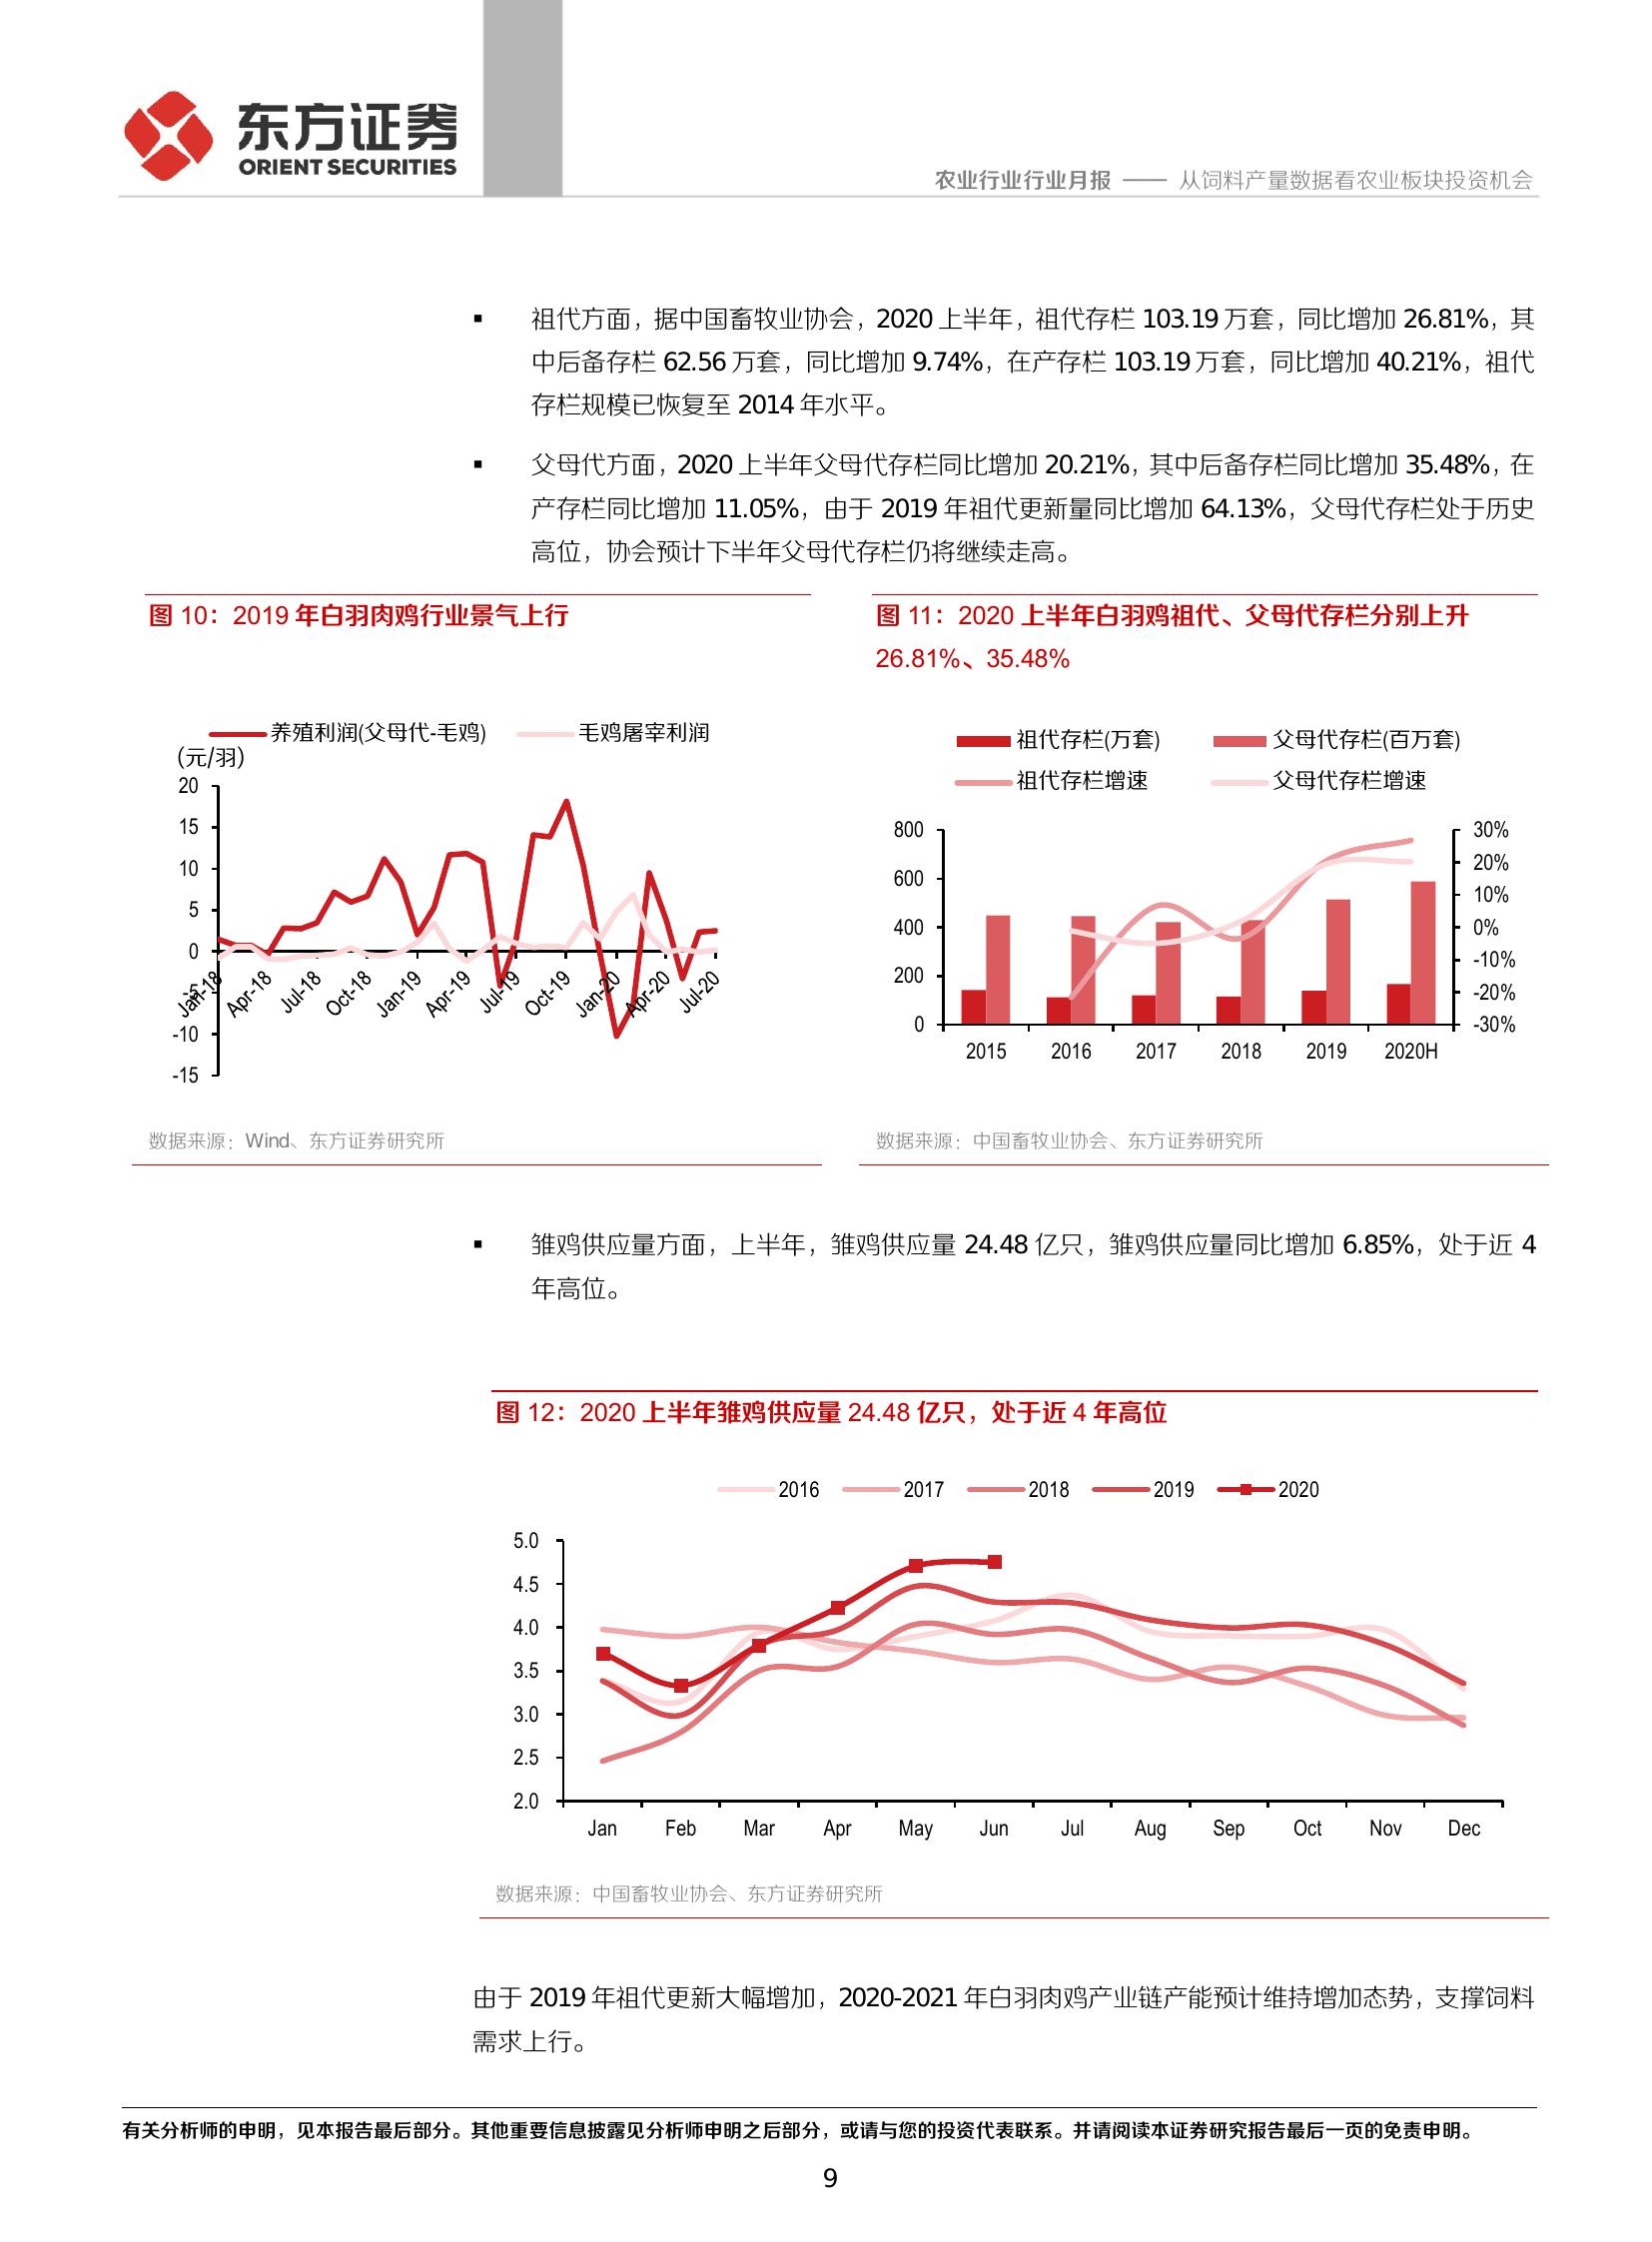 东方证券
ORIENT SECURITIES
农业行业行业月报 —— 从饲料产量数据看农业板块投资机会
▪ 祖代方面，据中国畜牧业协会，2020 上半年，祖代存栏 103.19 万套，同比增加 26.81%，其
中后备存栏 62.56 万套，同比增加 9.74%，在产存栏 103.19 万套，同比增加 40.21%，祖代
存栏规模已恢复至 2014 年水平。
▪ 父母代方面，2020 上半年父母代存栏同比增加 20.21%，其中后备存栏同比增加 35.48%，在
产存栏同比增加 11.05%，由于 2019 年祖代更新量同比增加 64.13%，父母代存栏处于历史
高位，协会预计下半年父母代存栏仍将继续走高。
图 10：2019 年白羽肉鸡行业景气上行
养殖利润(父母代-毛鸡) 毛鸡屠宰利润
(元/羽)
20
15
10
5
0
-5
-10
-15
Jan-18 Apr-18 Jul-18 Oct-18 Jan-19 Apr-19 Jul-19 Oct-19 Jan-20 Apr-20 Jul-20
数据来源：Wind、东方证券研究所
图 11：2020 上半年白羽鸡祖代、父母代存栏分别上升
26.81%、35.48%
祖代存栏(万套) 父母代存栏(百万套)
祖代存栏增速 父母代存栏增速
800 30%
20%
600
10%
400 0%
-10%
200
-20%
0 -30%
2015 2016 2017 2018 2019 2020H
数据来源：中国畜牧业协会、东方证券研究所
▪ 雏鸡供应量方面，上半年，雏鸡供应量 24.48 亿只，雏鸡供应量同比增加 6.85%，处于近 4
年高位。
图 12：2020 上半年雏鸡供应量 24.48 亿只，处于近 4 年高位
2016 2017 2018 2019 2020
5.0
4.5
4.0
3.5
3.0
2.5
2.0
Jan Feb Mar Apr May Jun Jul Aug Sep Oct Nov Dec
数据来源：中国畜牧业协会、东方证券研究所
由于 2019 年祖代更新大幅增加，2020-2021 年白羽肉鸡产业链产能预计维持增加态势，支撑饲料
需求上行。
有关分析师的申明，见本报告最后部分。其他重要信息披露见分析师申明之后部分，或请与您的投资代表联系。并请阅读本证券研究报告最后一页的免责申明。
9